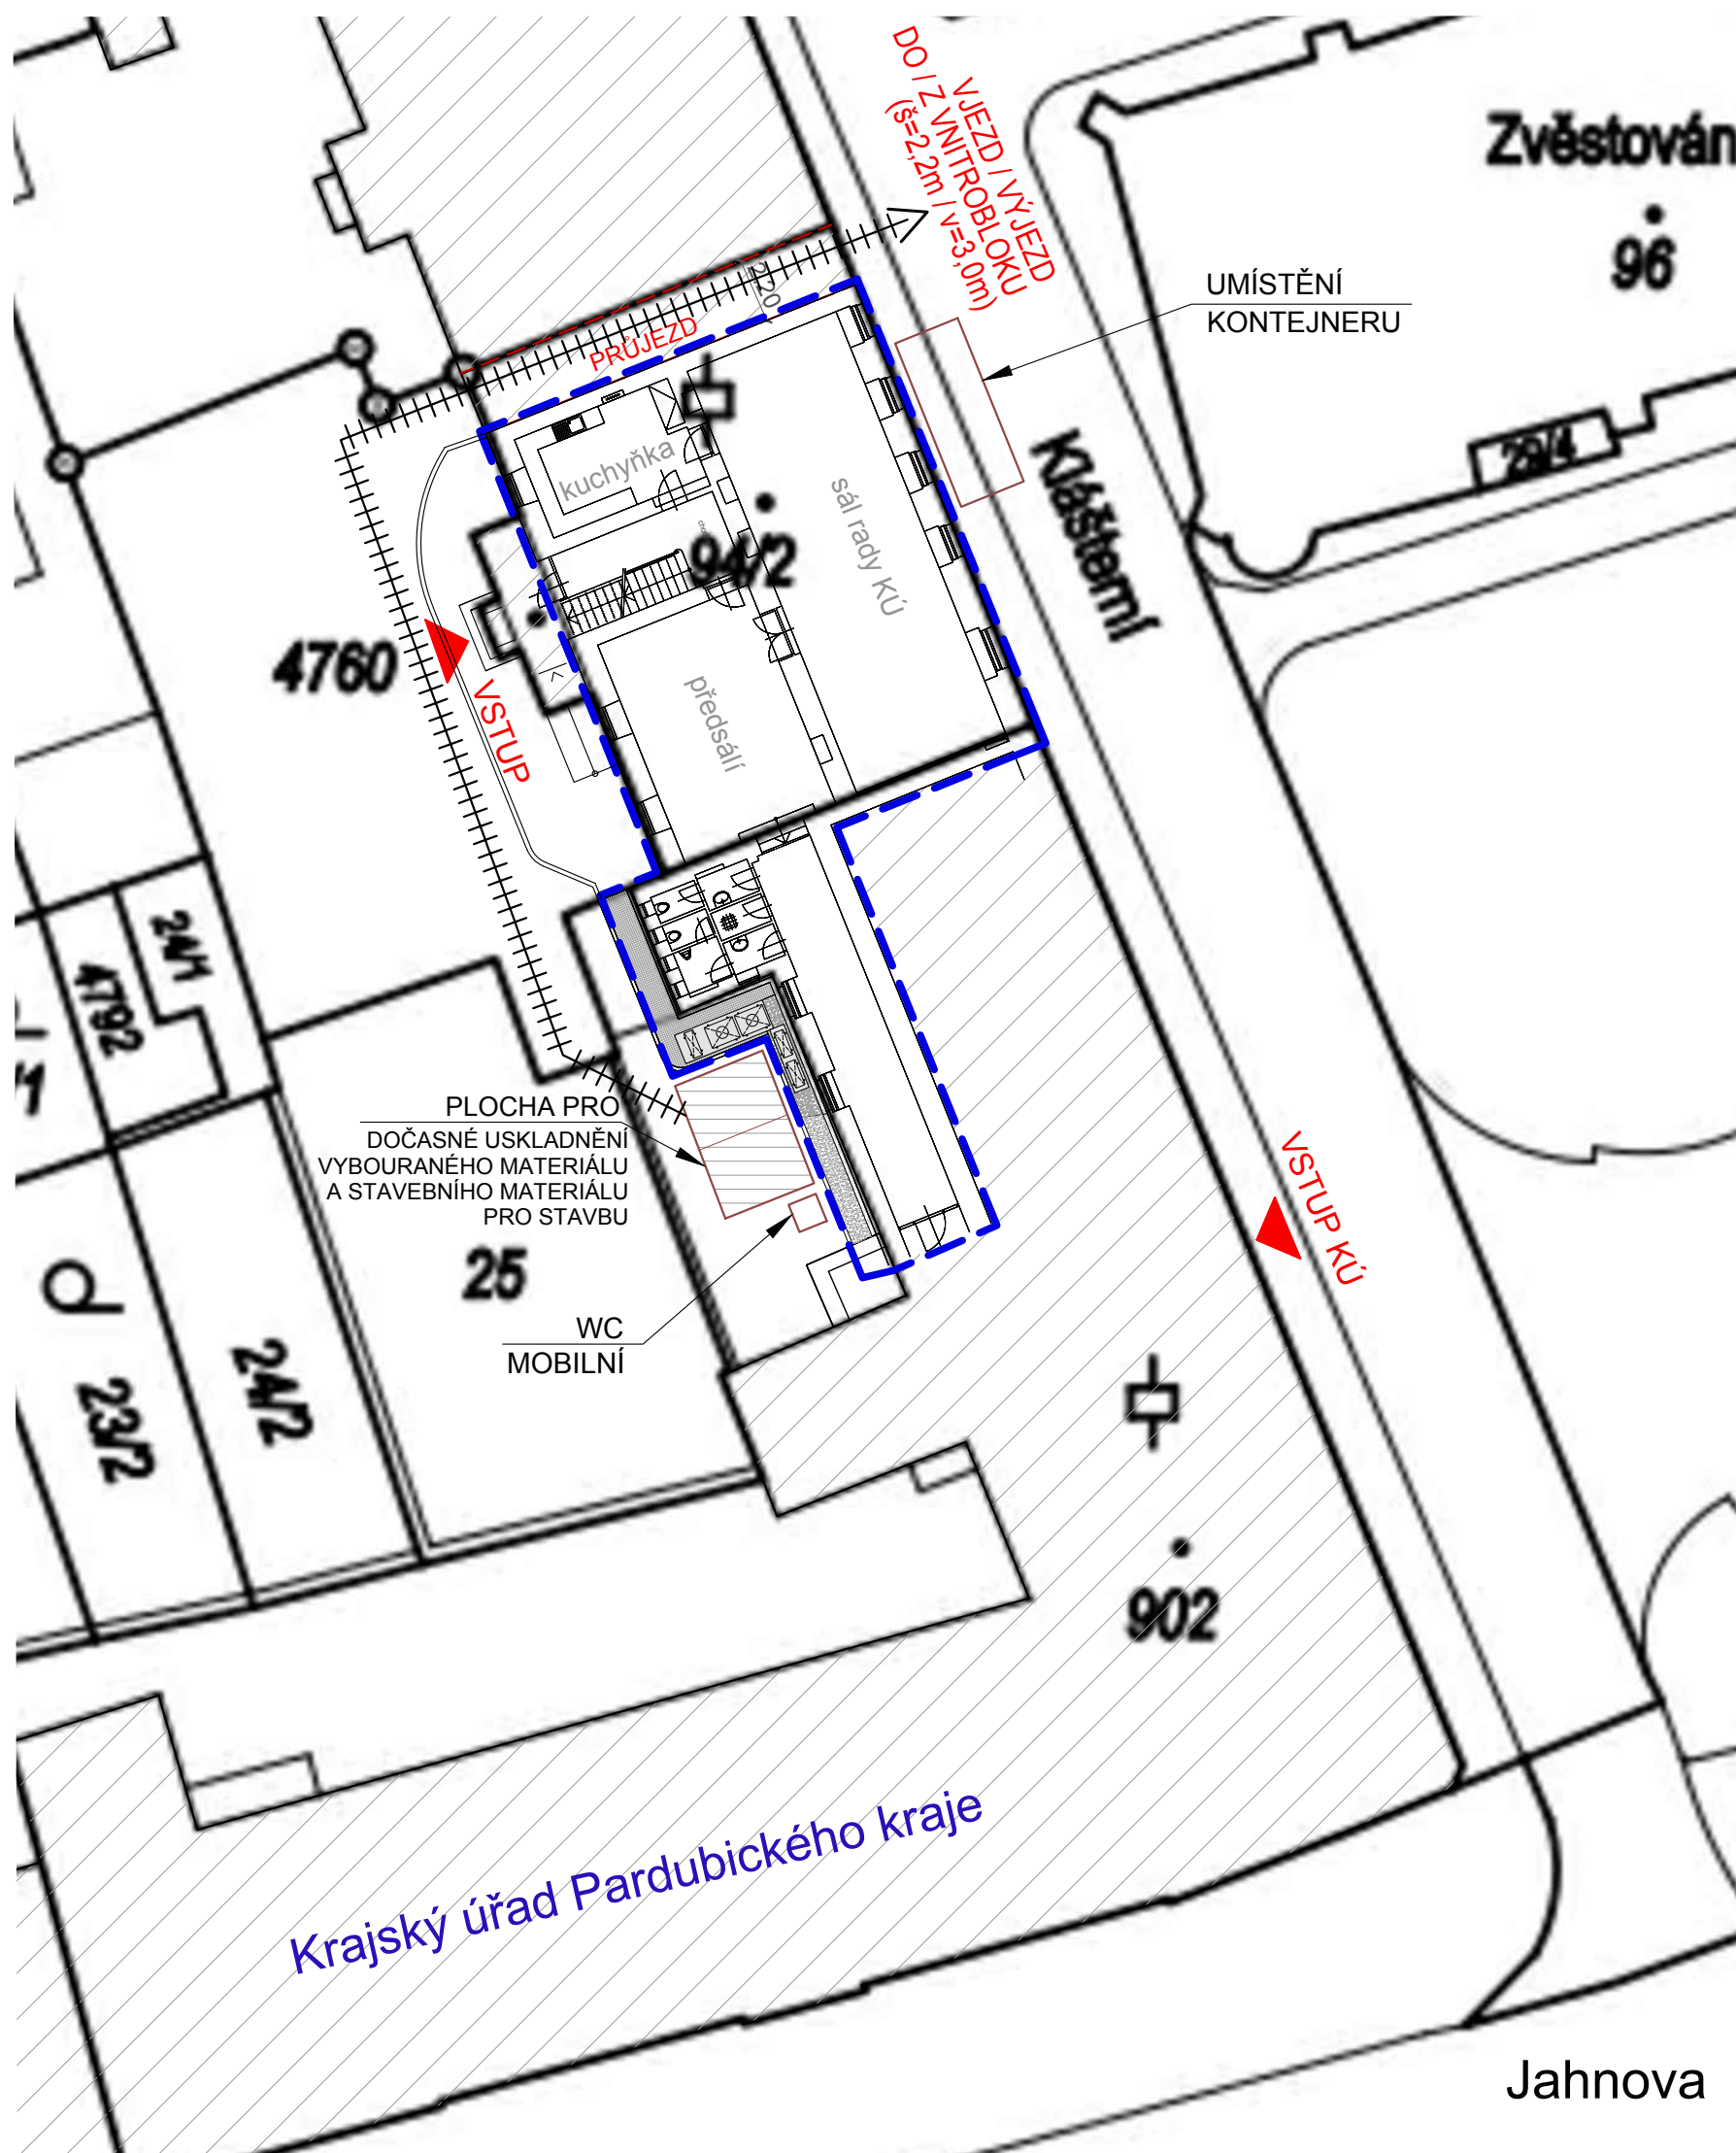 VJEZD / VÝJEZD
DO / Z VNITROBLOKU
(š=2,2m / v=3,0m)
Zvěstován
96
UMÍSTĚNÍ
KONTEJNERU
PRŮJEZD
kuchyňka
sál rady KÚ
94/2
Klášterní
29/4
4760
VSTUP
předsálí
24/1
4792
PLOCHA PRO
DOČASNÉ USKLADNĚNÍ
VYBOURANÉHO MATERIÁLU
A STAVEBNÍHO MATERIÁLU
PRO STAVBU
25
WC
MOBILNÍ
VSTUP KÚ
24/2
23/2
902
Krajský úřad Pardubického kraje
Jahnova